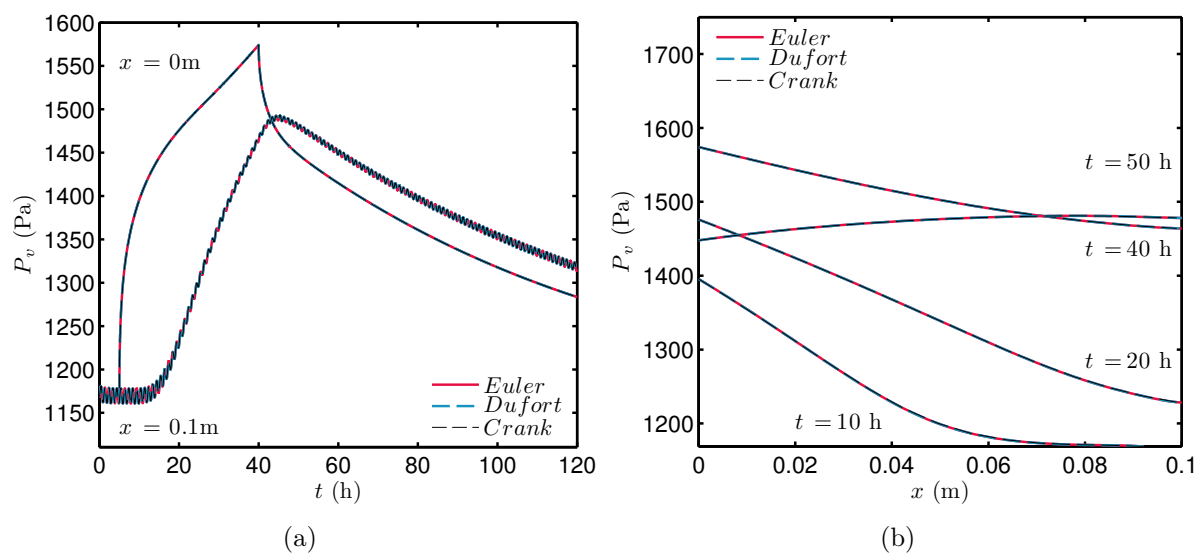 1600
1550
1500
1450
1400
1350
1300
1250
1200
1150
P_v (Pa)
x = 0m
x = 0.1m
Euler
Dufort
Crank
0 20 40 60 80 100 120
t (h)
(a)
1700
1600
1500
1400
1300
1200
P_v (Pa)
Euler
Dufort
Crank
t = 50 h
t = 40 h
t = 20 h
t = 10 h
0 0.02 0.04 0.06 0.08 0.1
x (m)
(b)